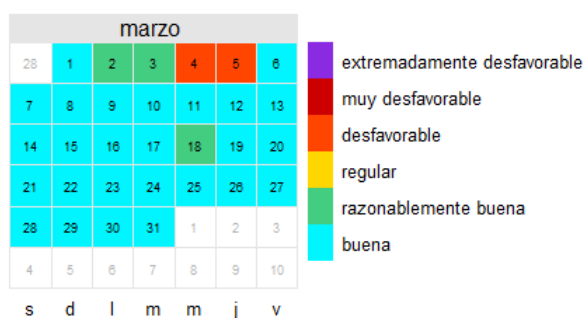 marzo
28 1 2 3 4 5 6
7 8 9 10 11 12 13
14 15 16 17 18 19 20
21 22 23 24 25 26 27
28 29 30 31 1 2 3
4 5 6 7 8 9 10
s d l m m j v
extremadamente desfavorable
muy desfavorable
desfavorable
regular
razonablemente buena
buena